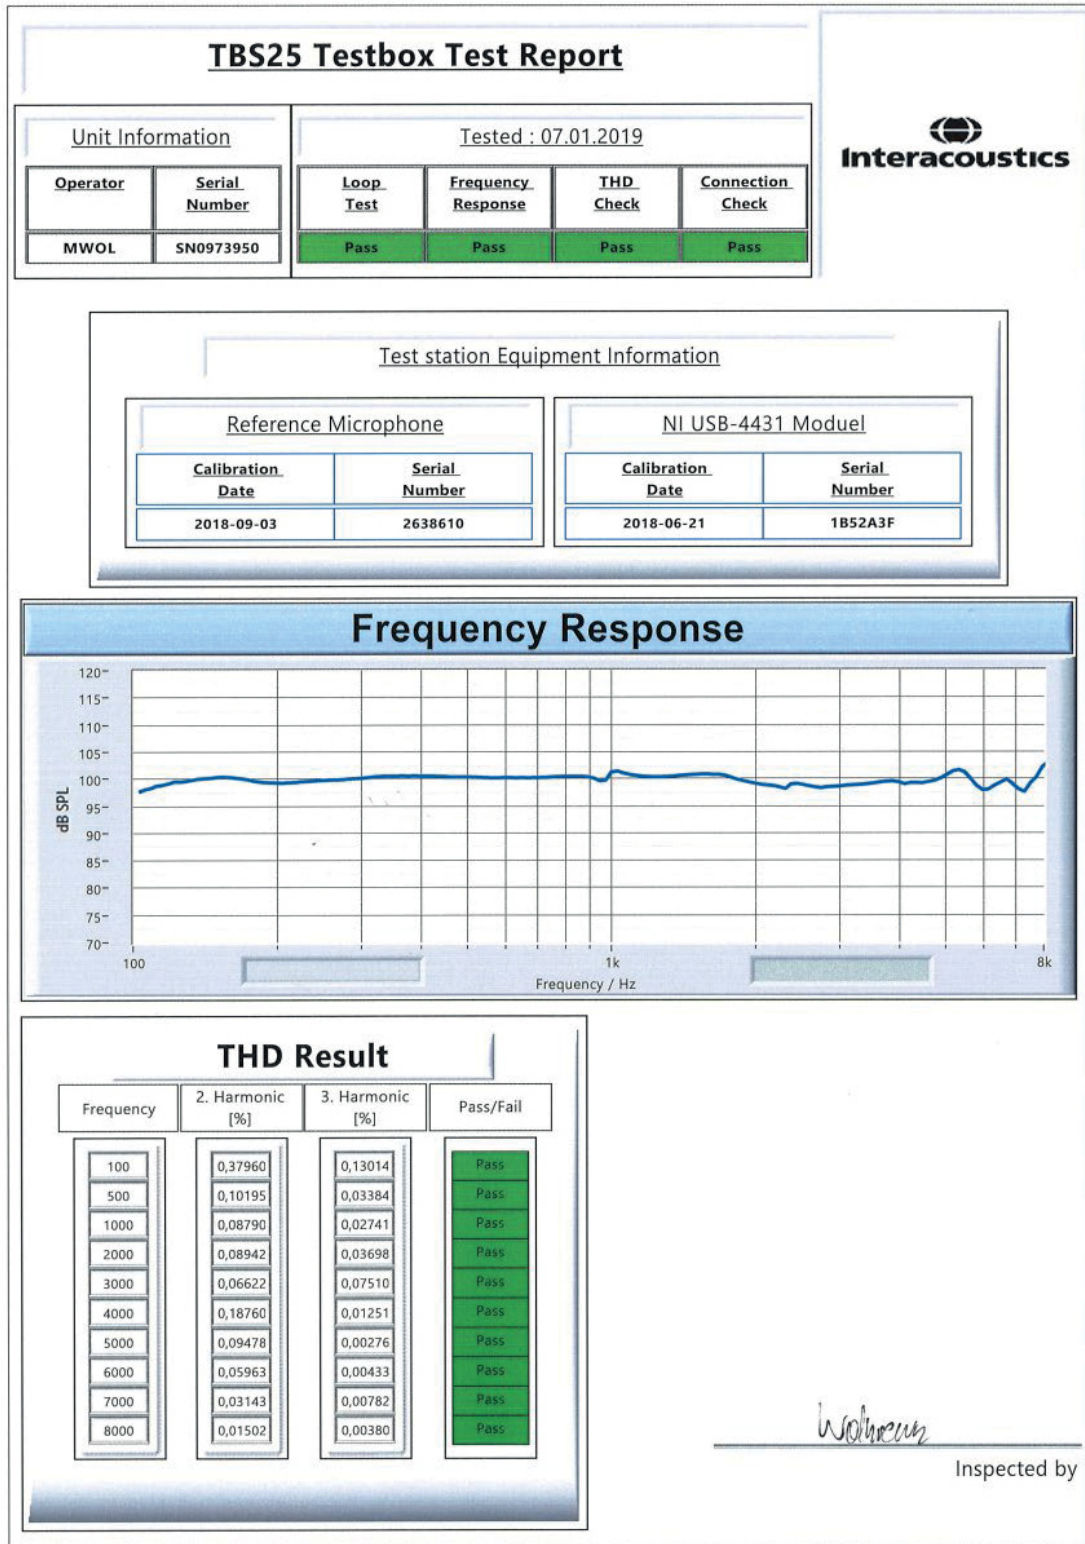 TBS25 Testbox Test Report
Interacoustics
Unit Information
Tested : 07.01.2019
Operator Serial Number Loop Test Frequency Response THD Check Connection Check
MWOL SN0973950 Pass Pass Pass Pass
Test station Equipment Information
Reference Microphone
NI USB-4431 Moduel
Calibration Date Serial Number Calibration Date Serial Number
2018-09-03 2638610 2018-06-21 1B52A3F
Frequency Response
120
115
110
105
100
95
90
85
80
75
70
dB SPL
100 1k 8k
Frequency / Hz
THD Result
Frequency 2. Harmonic [%] 3. Harmonic [%] Pass/Fail
100 0,37960 0,13014 Pass
500 0,10195 0,03384 Pass
1000 0,08790 0,02741 Pass
2000 0,08942 0,03698 Pass
3000 0,06622 0,07510 Pass
4000 0,18760 0,01251 Pass
5000 0,09478 0,00276 Pass
6000 0,05963 0,00433 Pass
7000 0,03143 0,00782 Pass
8000 0,01502 0,00380 Pass
Inspected by